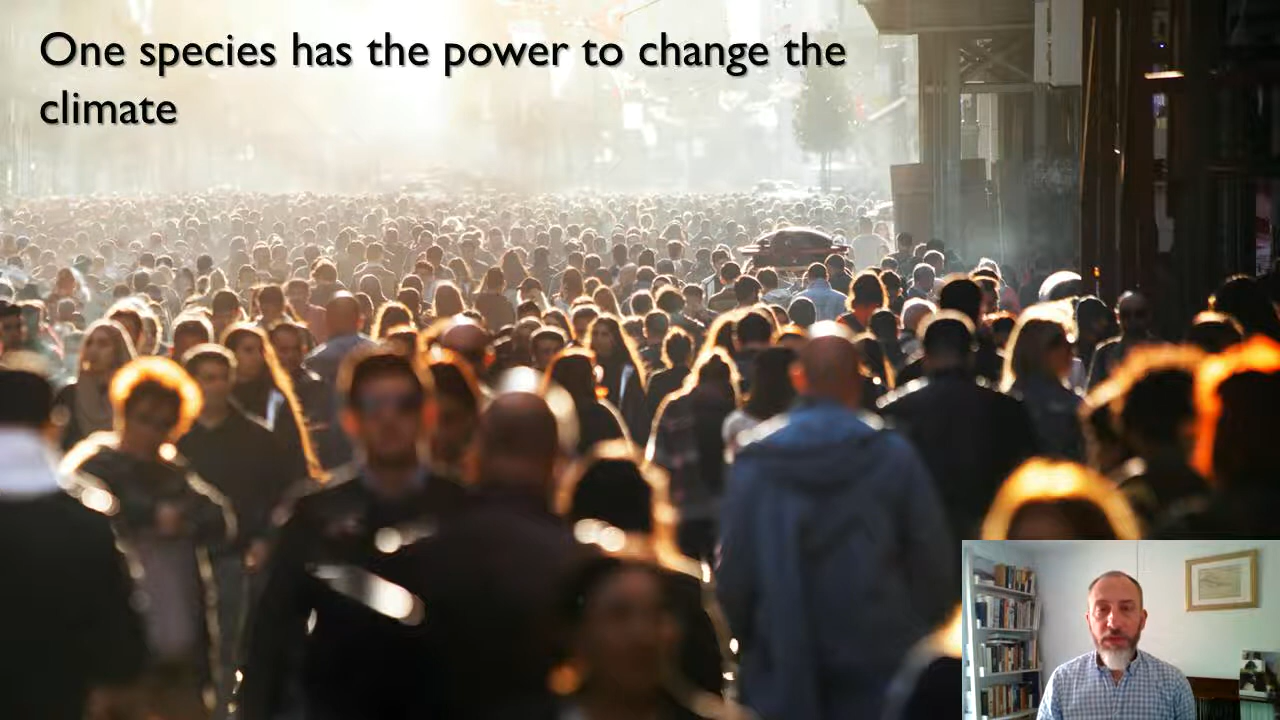 One species has the power to change the
climate